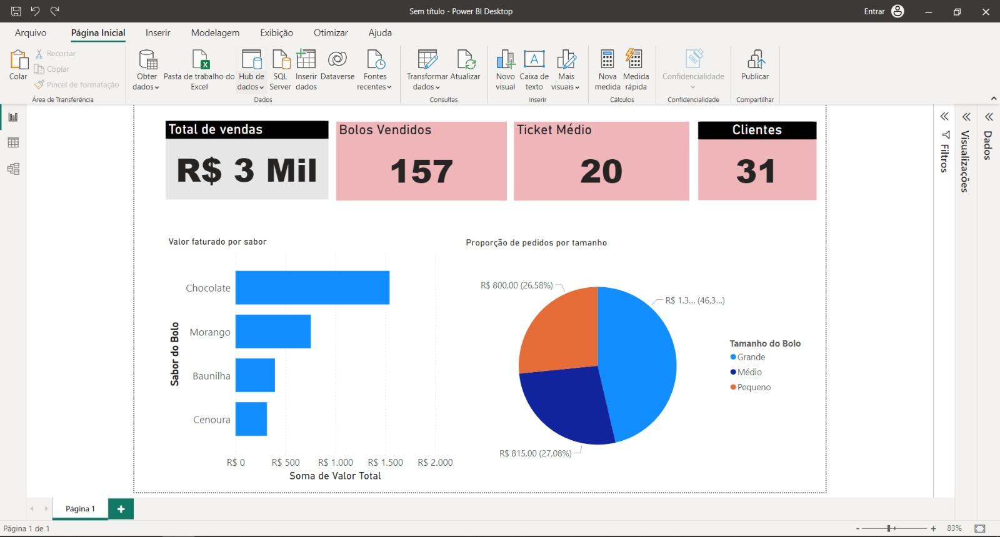 Sem título - Power BI Desktop
Entrar
Arquivo
Página Inicial
Inserir
Modelagem
Exibição
Otimizar
Ajuda
Colar
Recortar
Copiar
Pincel de formatação
Área de Transferência
Obter dados
Pasta de trabalho do Excel
Hub de dados
SQL Server
Inserir dados
Dataverse
Fontes recentes
Dados
Transformar dados
Atualizar
Consultas
Novo visual
Caixa de texto
Mais visuais
Inserir
Nova medida
Medida rápida
Cálculos
Confidencialidade
Confidencialidade
Publicar
Compartilhar
Total de vendas
R$ 3 Mil
Bolos Vendidos
157
Ticket Médio
20
Clientes
31
Filtros
Visualizações
Dados
Valor faturado por sabor
Sabor do Bolo
Chocolate
Morango
Baunilha
Cenoura
R$ 0
R$ 500
R$ 1.000
R$ 1.500
R$ 2.000
Soma de Valor Total
Proporção de pedidos por tamanho
R$ 800,00 (26,58%)
R$ 1.3... (46,3...)
R$ 815,00 (27,08%)
Tamanho do Bolo
Grande
Médio
Pequeno
Página 1
Página 1 de 1
83%